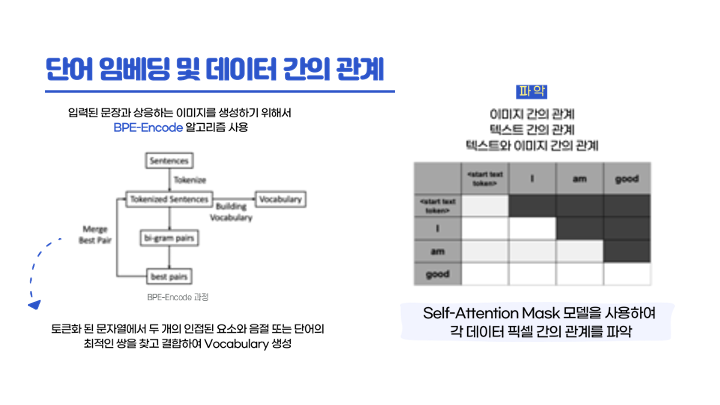 단어 임베딩 및 데이터 간의 관계
입력된 문장과 상응하는 이미지를 생성하기 위해서
BPE-Encode 알고리즘 사용
Sentences
Tokenize
Tokenized Sentences
Building
Vocabulary
Vocabulary
Merge
Best Pair
bi-gram pairs
best pairs
BPE-Encode 과정
토큰화 된 문자열에서 두 개의 인접된 요소와 음절 또는 단어의
최적인 쌍을 찾고 결합하여 Vocabulary 생성
파악
이미지 간의 관계
텍스트 간의 관계
텍스트와 이미지 간의 관계
<start text
token>
I
am
good
<start text
token>
I
am
good
Self-Attention Mask 모델을 사용하여
각 데이터 픽셀 간의 관계를 파악